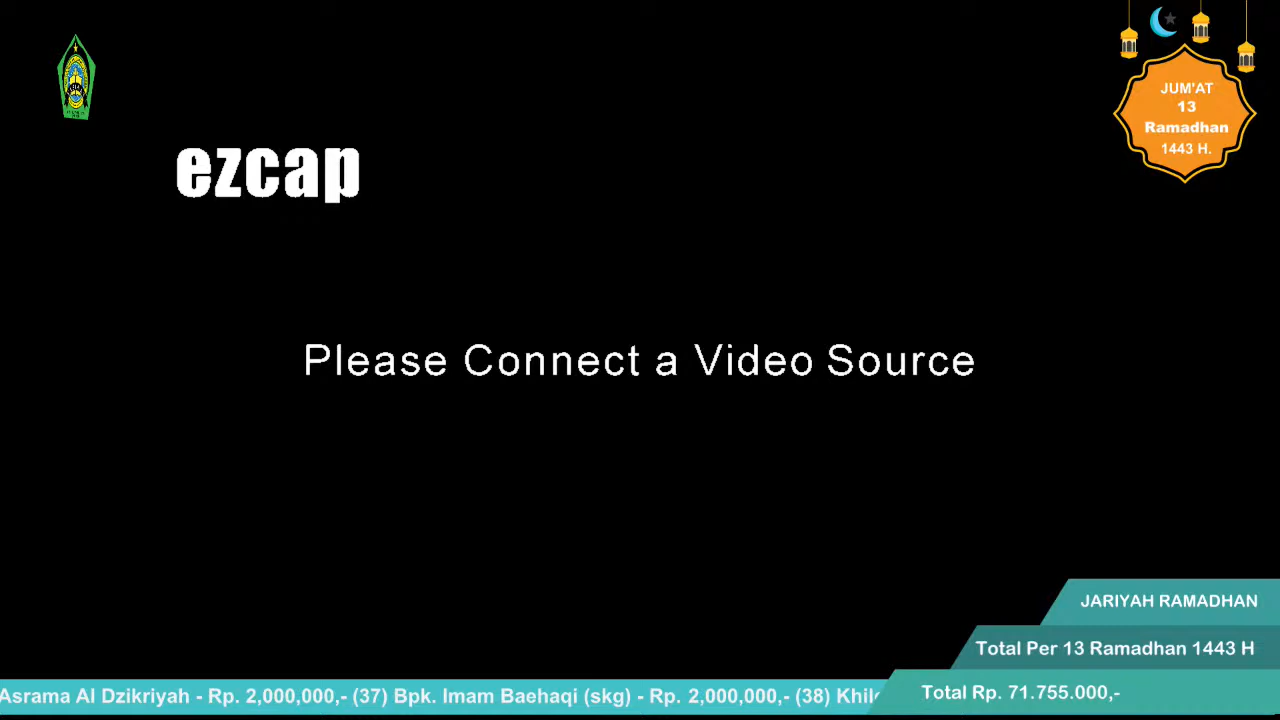 JUM'AT
13
Ramadhan
1443 H.
ezcap
Please Connect a Video Source
JARIYAH RAMADHAN
Total Per 13 Ramadhan 1443 H
Total Rp. 71.755.000,-
Asrama Al Dzikriyah - Rp. 2,000,000,- (37) Bpk. Imam Baehaqi (skg) - Rp. 2,000,000,- (38)